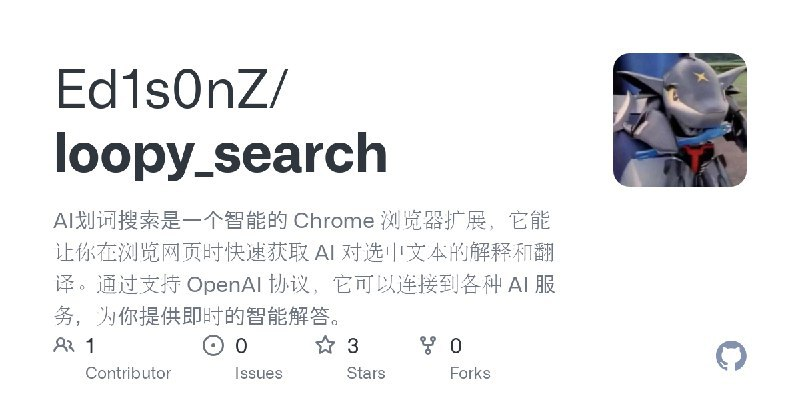 Ed1s0nZ/
loopy_search
AI划词搜索是一个智能的 Chrome 浏览器扩展，它能
让你在浏览网页时快速获取 AI 对选中文本的解释和翻
译。通过支持 OpenAI 协议，它可以连接到各种 AI 服
务，为你提供即时的智能解答。
1
Contributor
0
Issues
3
Stars
0
Forks